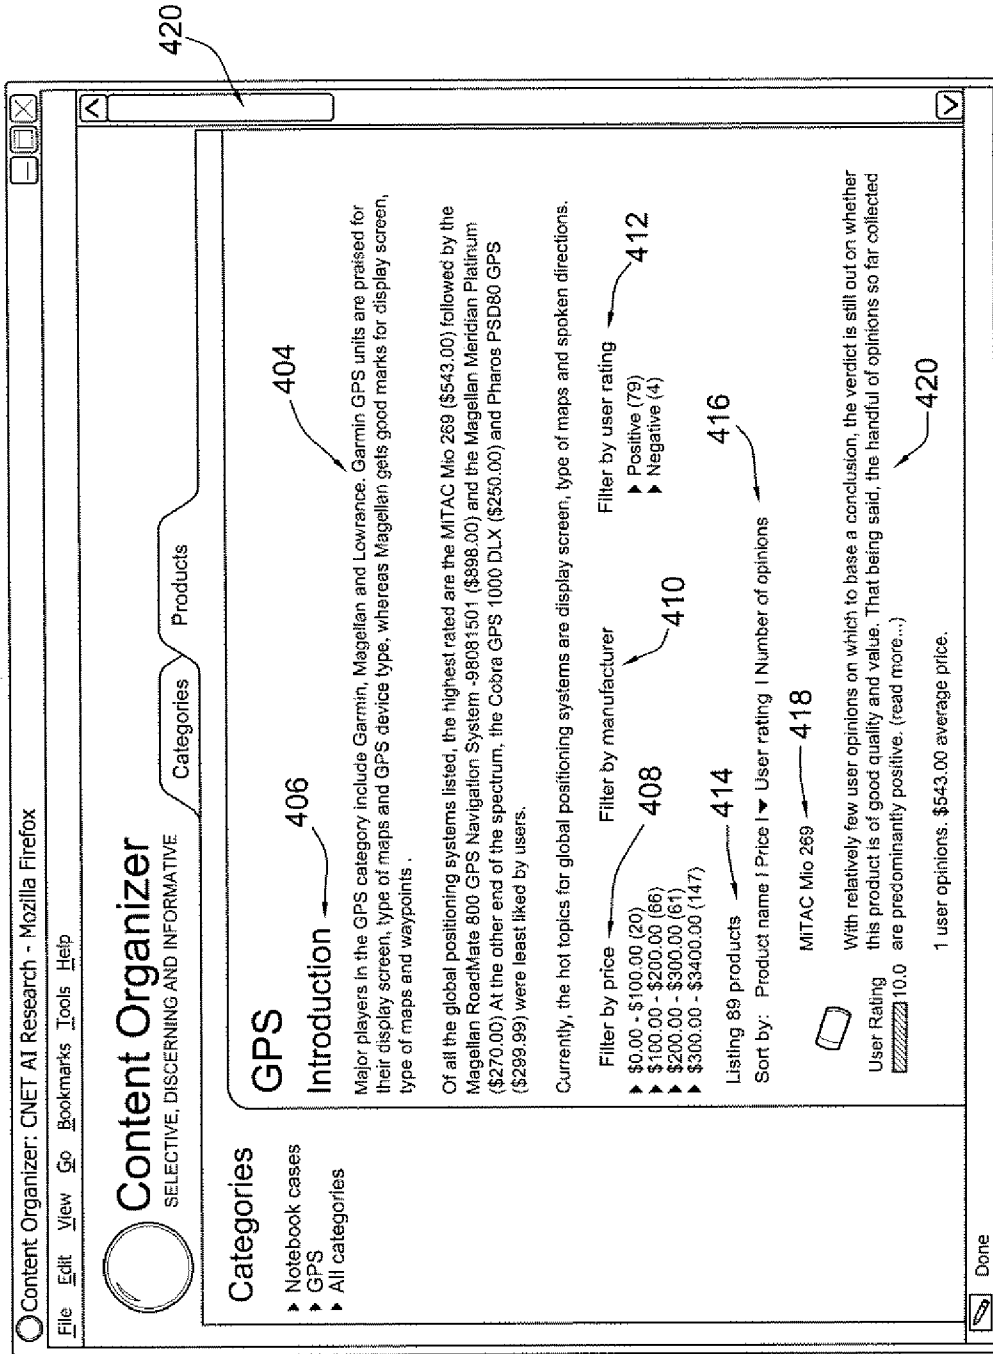 Content Organizer: CNET AI Research - Mozilla Firefox
File Edit View Go Bookmarks Tools Help
Content Organizer
SELECTIVE, DISCERNING AND INFORMATIVE
Categories
Products
420
Categories
Notebook cases
GPS
All categories
GPS
Introduction
406
404
Major players in the GPS category include Garmin, Magellan and Lowrance. Garmin GPS units are praised for
their display screen, type of maps and GPS device type, whereas Magellan gets good marks for display screen,
type of maps and waypoints .
Of all the global positioning systems listed, the highest rated are the MiTAC Mio 269 ($543.00) followed by the
Magellan RoadMate 800 GPS Navigation System -98081501 ($898.00) and the Magellan Meridian Platinum
($270.00) At the other end of the spectrum, the Cobra GPS 1000 DLX ($250.00) and Pharos PSD80 GPS
($299.99) were least liked by users.
Currently, the hot topics for global positioning systems are display screen, type of maps and spoken directions.
Filter by price
408
$0.00 - $100.00 (20)
$100.00 - $200.00 (66)
$200.00 - $300.00 (61)
$300.00 - $3400.00 (147)
Filter by manufacturer
410
Filter by user rating
412
Positive (79)
Negative (4)
Listing 89 products
414
Sort by: Product name | Price | User rating | Number of opinions
416
MiTAC Mio 269
418
User Rating
10.0
With relatively few user opinions on which to base a conclusion, the verdict is still out on whether
this product is of good quality and value. That being said, the handful of opinions so far collected
are predominantly positive. (read more...)
420
1 user opinions. $543.00 average price.
Done